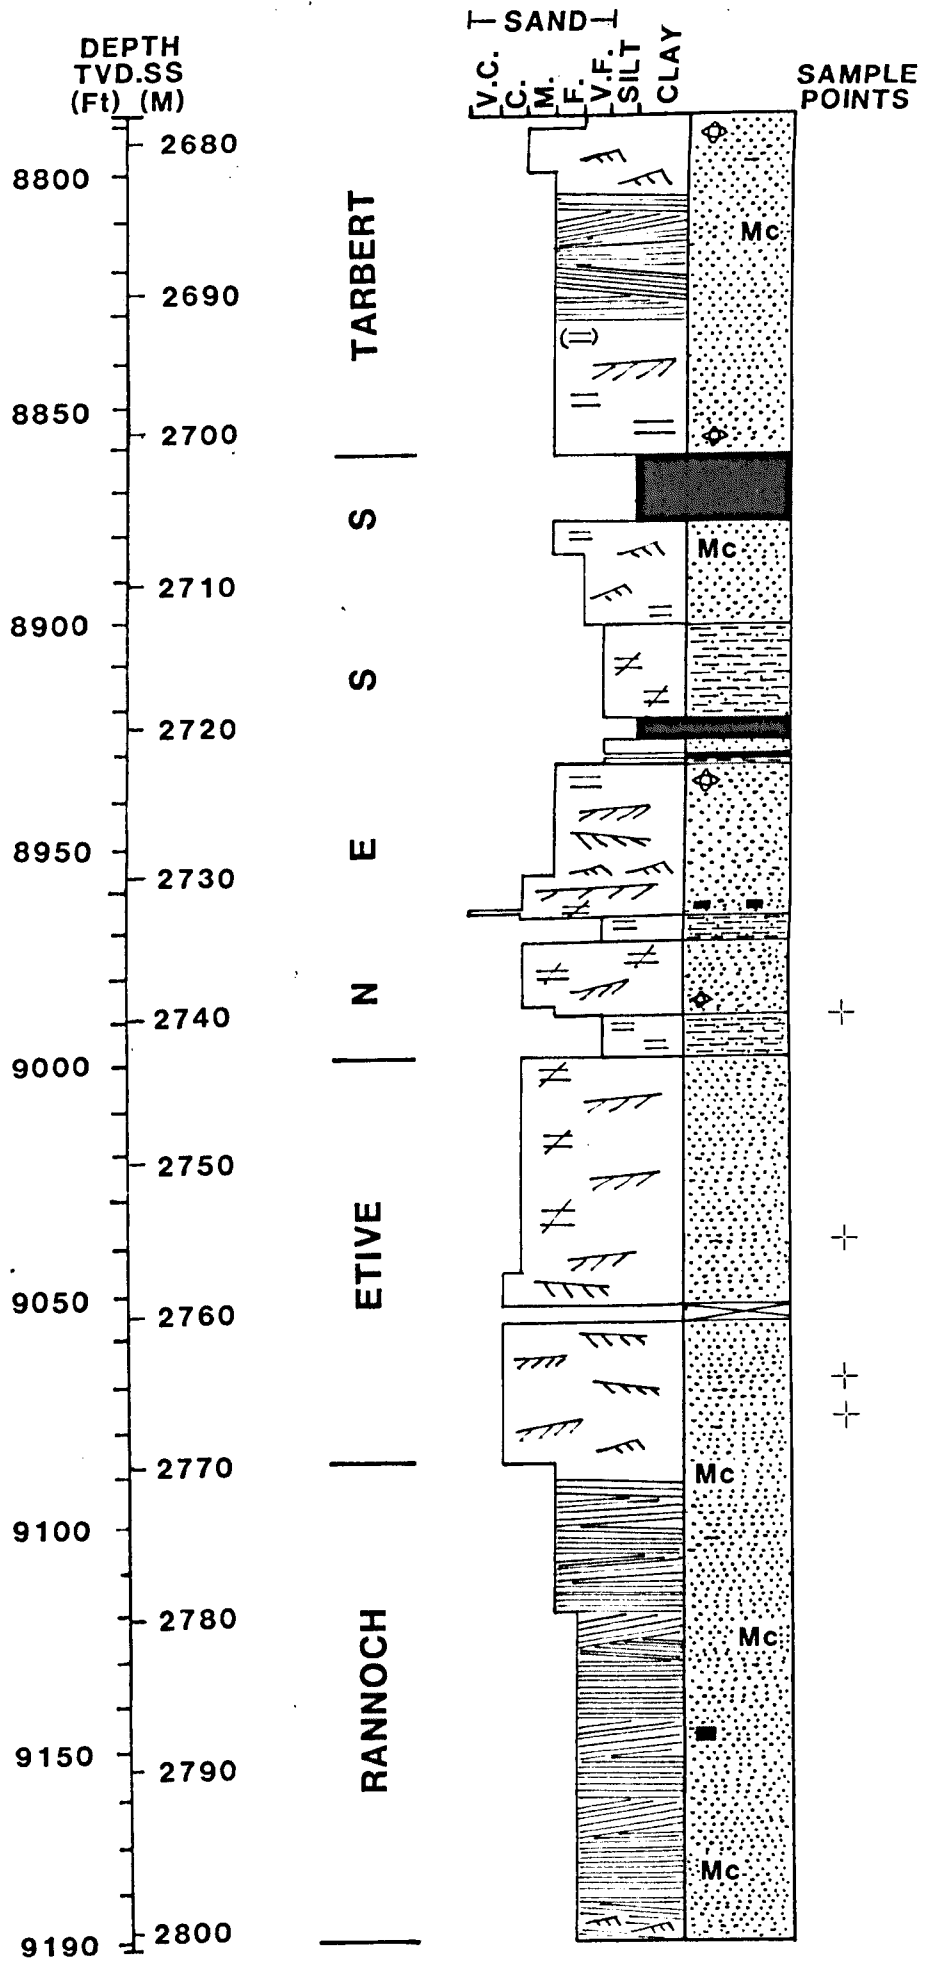 SAND
DEPTH
TVD.SS
(Ft) (M)
V.C.
C.
M.
F.
V.F.
SILT
CLAY
SAMPLE
POINTS
2680
8800
TARBERT
Mc
2690
8850
2700
NESS
Mc
2710
8900
2720
8950
2730
2740
9000
2750
ETIVE
9050
2760
2770
Mc
9100
2780
RANNOCH
Mc
9150
2790
Mc
2800
9190